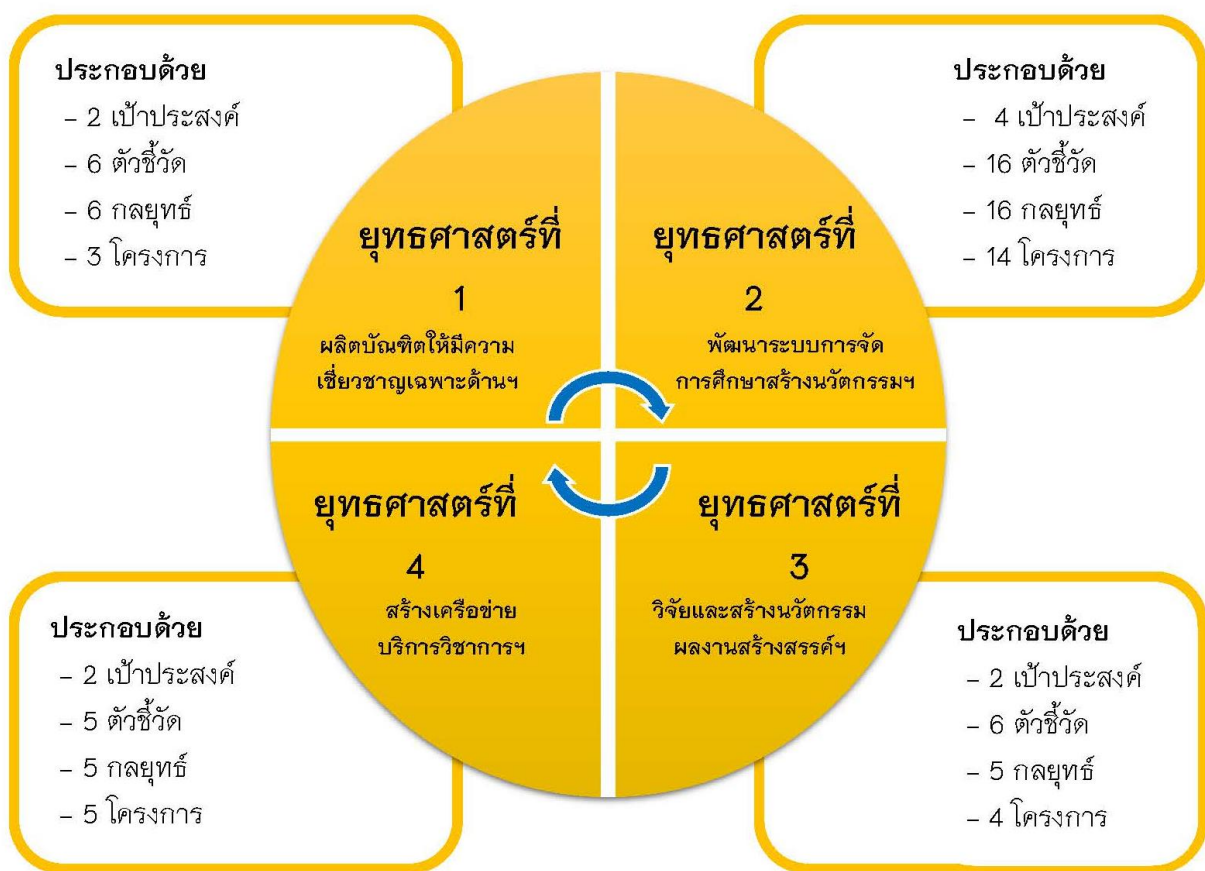 ประกอบด้วย
– 2 เป้าประสงค์
– 6 ตัวชี้วัด
– 6 กลยุทธ์
– 3 โครงการ
ประกอบด้วย
– 4 เป้าประสงค์
– 16 ตัวชี้วัด
– 16 กลยุทธ์
– 14 โครงการ
ยุทธศาสตร์ที่
1
ผลิตบัณฑิตให้มีความ
เชี่ยวชาญเฉพาะด้านฯ
ยุทธศาสตร์ที่
2
พัฒนาระบบการจัด
การศึกษาสร้างนวัตกรรมฯ
ยุทธศาสตร์ที่
4
สร้างเครือข่าย
บริการวิชาการฯ
ยุทธศาสตร์ที่
3
วิจัยและสร้างนวัตกรรม
ผลงานสร้างสรรค์ฯ
ประกอบด้วย
– 2 เป้าประสงค์
– 5 ตัวชี้วัด
– 5 กลยุทธ์
– 5 โครงการ
ประกอบด้วย
– 2 เป้าประสงค์
– 6 ตัวชี้วัด
– 5 กลยุทธ์
– 4 โครงการ